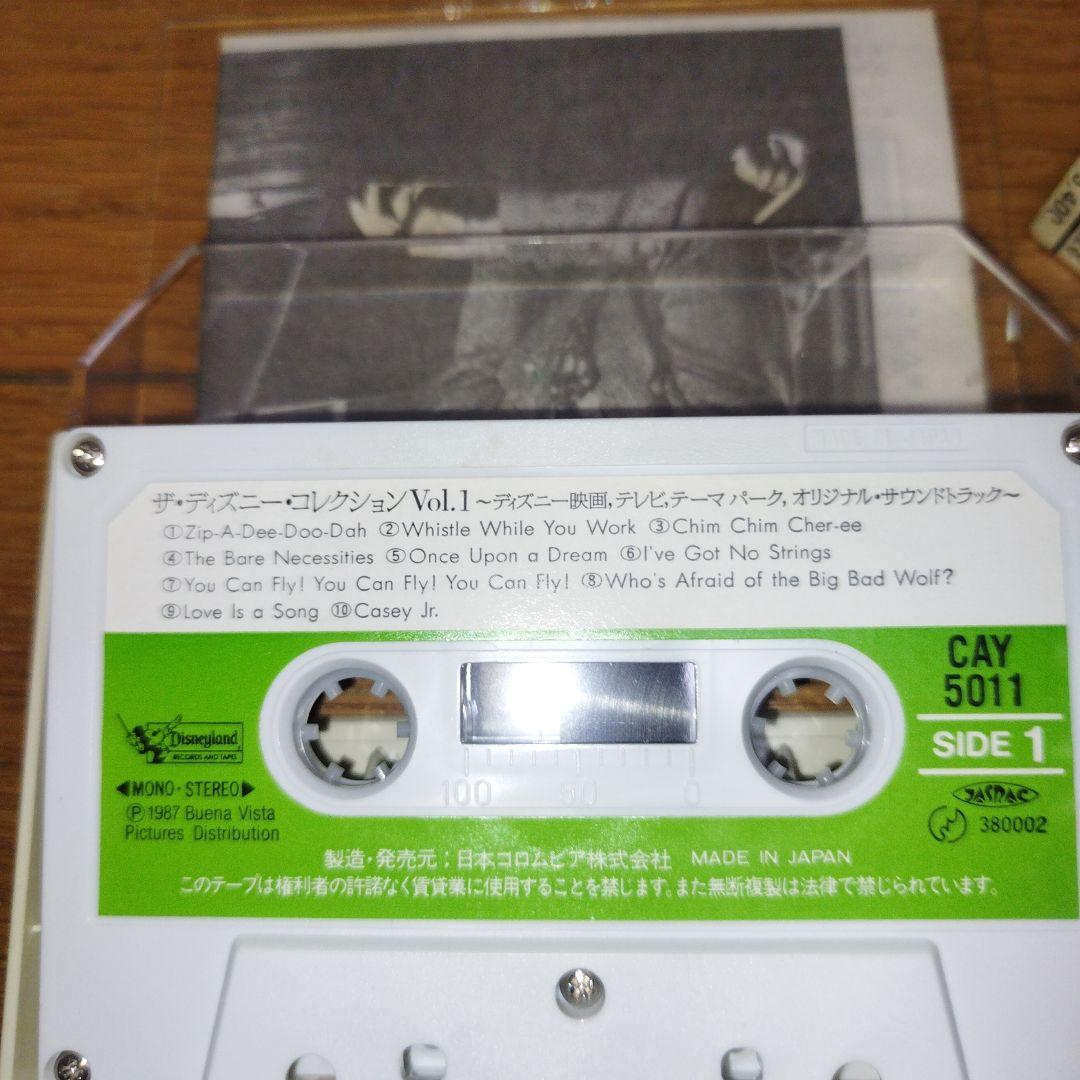 MADE IN JAPAN
ザ・ディズニー・コレクションVol.1 〜ディズニー映画,テレビ,テーマ パーク, オリジナル・サウンドトラック〜
①Zip-A-Dee-Doo-Dah ②Whistle While You Work ③Chim Chim Cher-ee
④The Bare Necessities ⑤Once Upon a Dream ⑥I've Got No Strings
⑦You Can Fly! You Can Fly! You Can Fly! ⑧Who's Afraid of the Big Bad Wolf?
⑨Love Is a Song ⑩Casey Jr.
CAY
5011
SIDE 1
Disneyland
RECORDS AND TAPES
◀MONO・STEREO▶
Ⓟ1987 Buena Vista
Pictures Distribution
100 50 0
JASRAC
380002
製造・発売元；日本コロムビア株式会社 MADE IN JAPAN
このテープは権利者の許諾なく賃貸業に使用することを禁じます。また無断複製は法律で禁じられています。